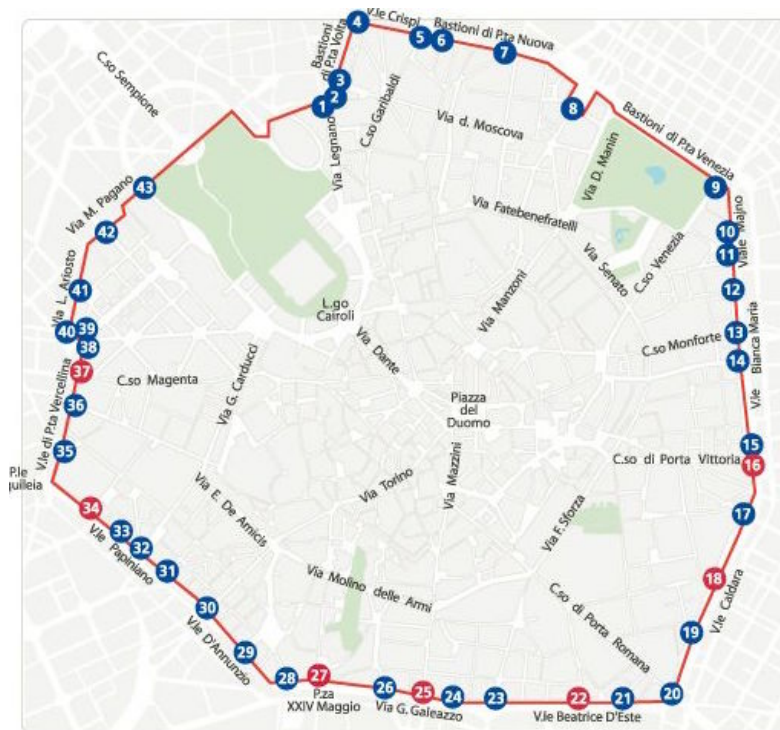 4
V.le Crispi
5
6
Bastioni di P.ta Nuova
7
Bastioni
di P.ta Volta
3
2
1
8
C.so Sempione
Via Legnano
C.so Garibaldi
Via d. Moscova
Bastioni di P.ta Venezia
Via D. Manin
9
43
Via M. Pagano
42
Via Fatebenefratelli
10
11
Viale Majno
Via Senato
C.so Venezia
Via L. Ariosto
41
12
L.go
Cairoli
Via Manzoni
40
39
38
13
C.so Monforte
14
V.le Bianca Maria
Via Dante
37
C.so Magenta
Via G. Carducci
36
V.le di P.ta Vercellina
Piazza
del
Duomo
35
15
C.so di Porta Vittoria
16
P.le
quileia
Via Torino
Via Mazzini
Via E. De Amicis
34
33
32
31
V.le Papiniano
Via F. Sforza
17
18
V.le Caldara
Via Molino delle Armi
C.so di Porta Romana
30
29
V.le D'Annunzio
19
28
27
26
25
24
23
22
21
20
P.za
XXIV Maggio
Via G. Galeazzo
V.le Beatrice D'Este